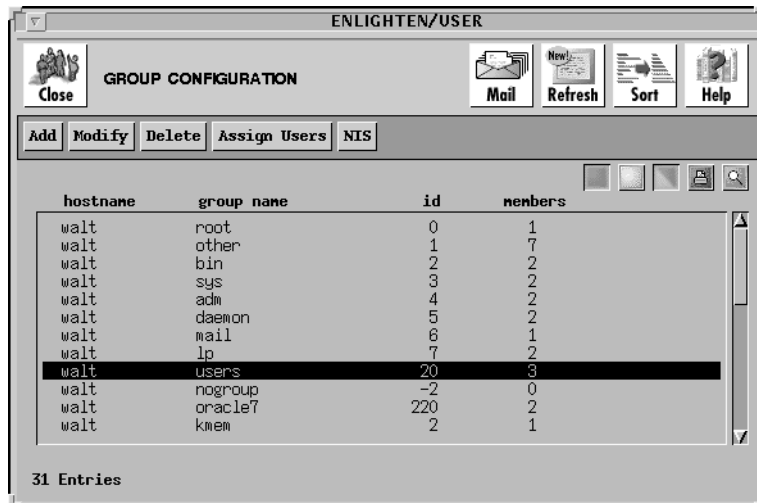 ENLIGHTEN/USER
Close
GROUP CONFIGURATION
Mail
New!
Refresh
Sort
Help
Add Modify Delete Assign Users NIS
hostname group name id members
walt root 0 1
walt other 1 7
walt bin 2 2
walt sys 3 2
walt adm 4 2
walt daemon 5 2
walt mail 6 1
walt lp 7 2
walt users 20 3
walt nogroup -2 0
walt oracle7 220 2
walt kmem 2 1
31 Entries